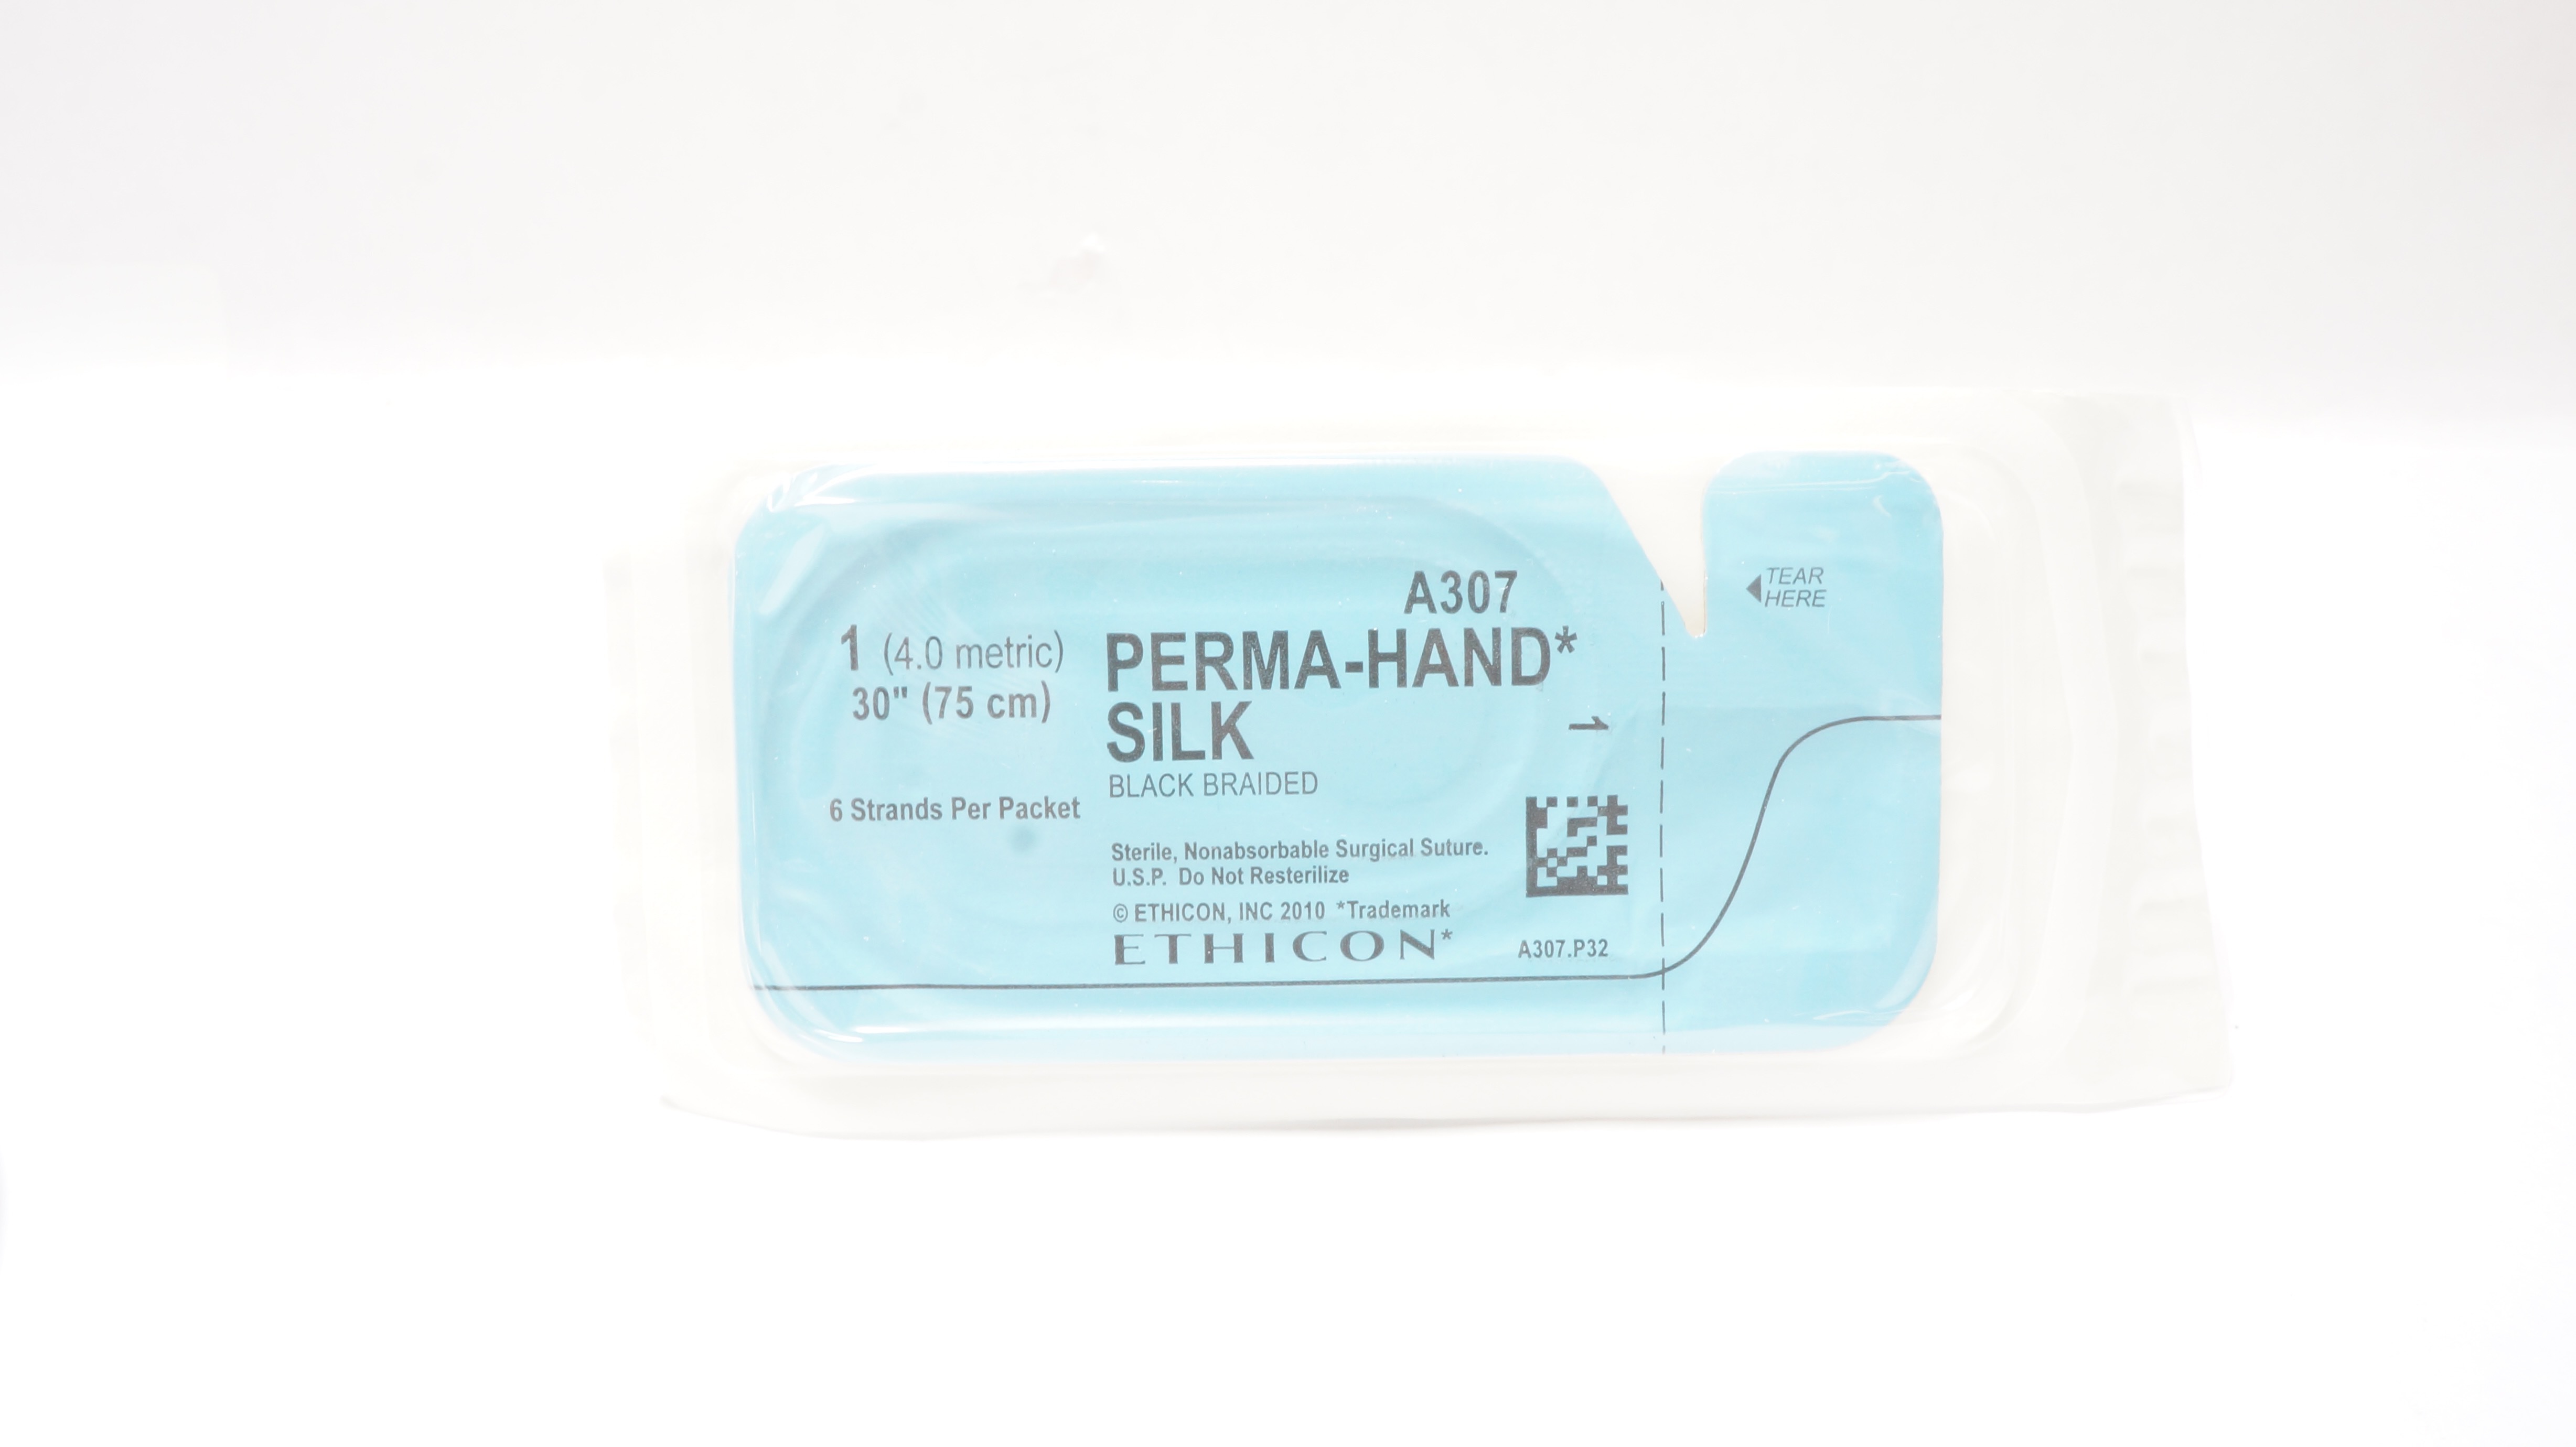 A307
1 (4.0 metric)
30" (75 cm)
6 Strands Per Packet
PERMA-HAND*
SILK
BLACK BRAIDED
1
Sterile, Nonabsorbable Surgical Suture.
U.S.P. Do Not Resterilize
© ETHICON, INC 2010 *Trademark
ETHICON*
A307.P32
TEAR
HERE